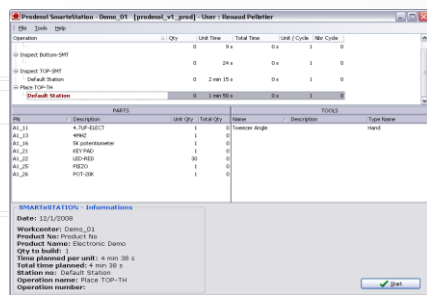 Prodessl SmarteStation - Demo_01 [prodessl_v1_prod] - User : Renaud Pelletier
File Tools Help
Operation Qty Unit Time Total Time Unit / Cycle Nbr Cycle
0 9 s 0 s 1 0
Inspect Bottom-SMT
0 24 s 0 s 1 0
Inspect TOP-SMT
Default Station 0 2 min 15 s 0 s 1 0
Place TOP-TH
Default Station 0 1 min 50 s 0 s 1 0
PARTS TOOLS
PN Description Unit Qty Total Qty Name Description Type Name
A1_11 4.7UF-ELECT 1 0 Tweezer Angle Hand
A1_13 4MHZ 1 0
A1_16 5K potentiometer 1 0
A1_21 KEY PAD 1 0
A1_22 LED-RED 0
A1_25 PIEZO 1 0
A1_26 POT-20K 1 0
SMARTeSTATION - Informations
Date: 12/1/2008
Workcenter: Demo_01
Product No: Product No
Product Name: Electronic Demo
Qty to build: 1
Time planned per unit: 4 min 38 s
Total time planned: 4 min 38 s
Station no: Default Station
Operation name: Place TOP-TH
Operation number:
Start